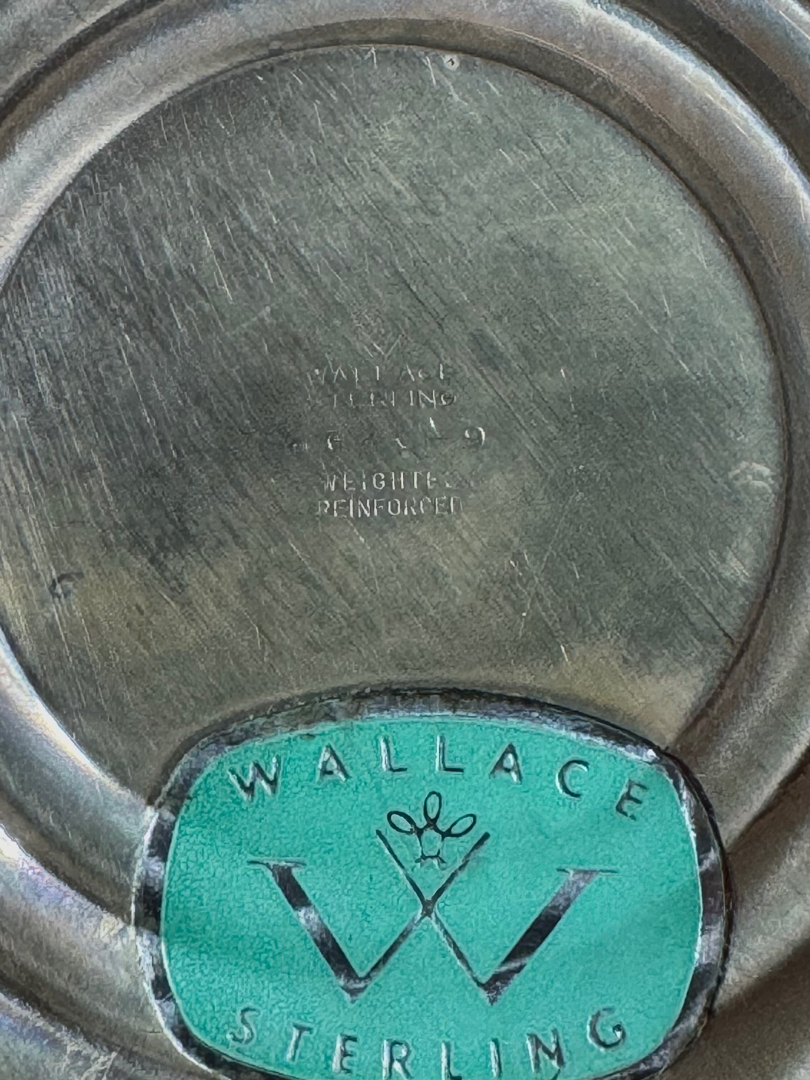 WALLACE
STERLING
WEIGHTED
REINFORCED
WALLACE
W
STERLING